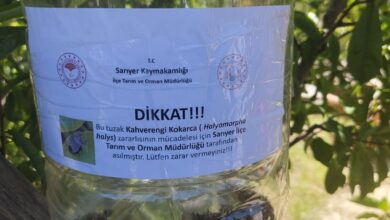 T.C.
Sarıyer Kaymakamlığı
İlçe Tarım ve Orman Müdürlüğü
DİKKAT!!!
Bu tuzak Kahverengi Kokarca ( Halyomorpha
halys) zararlısının mücadelesi için Sarıyer İlçe
Tarım ve Orman Müdürlüğü tarafından
asılmıştır. Lütfen zarar vermeyiniz!!!